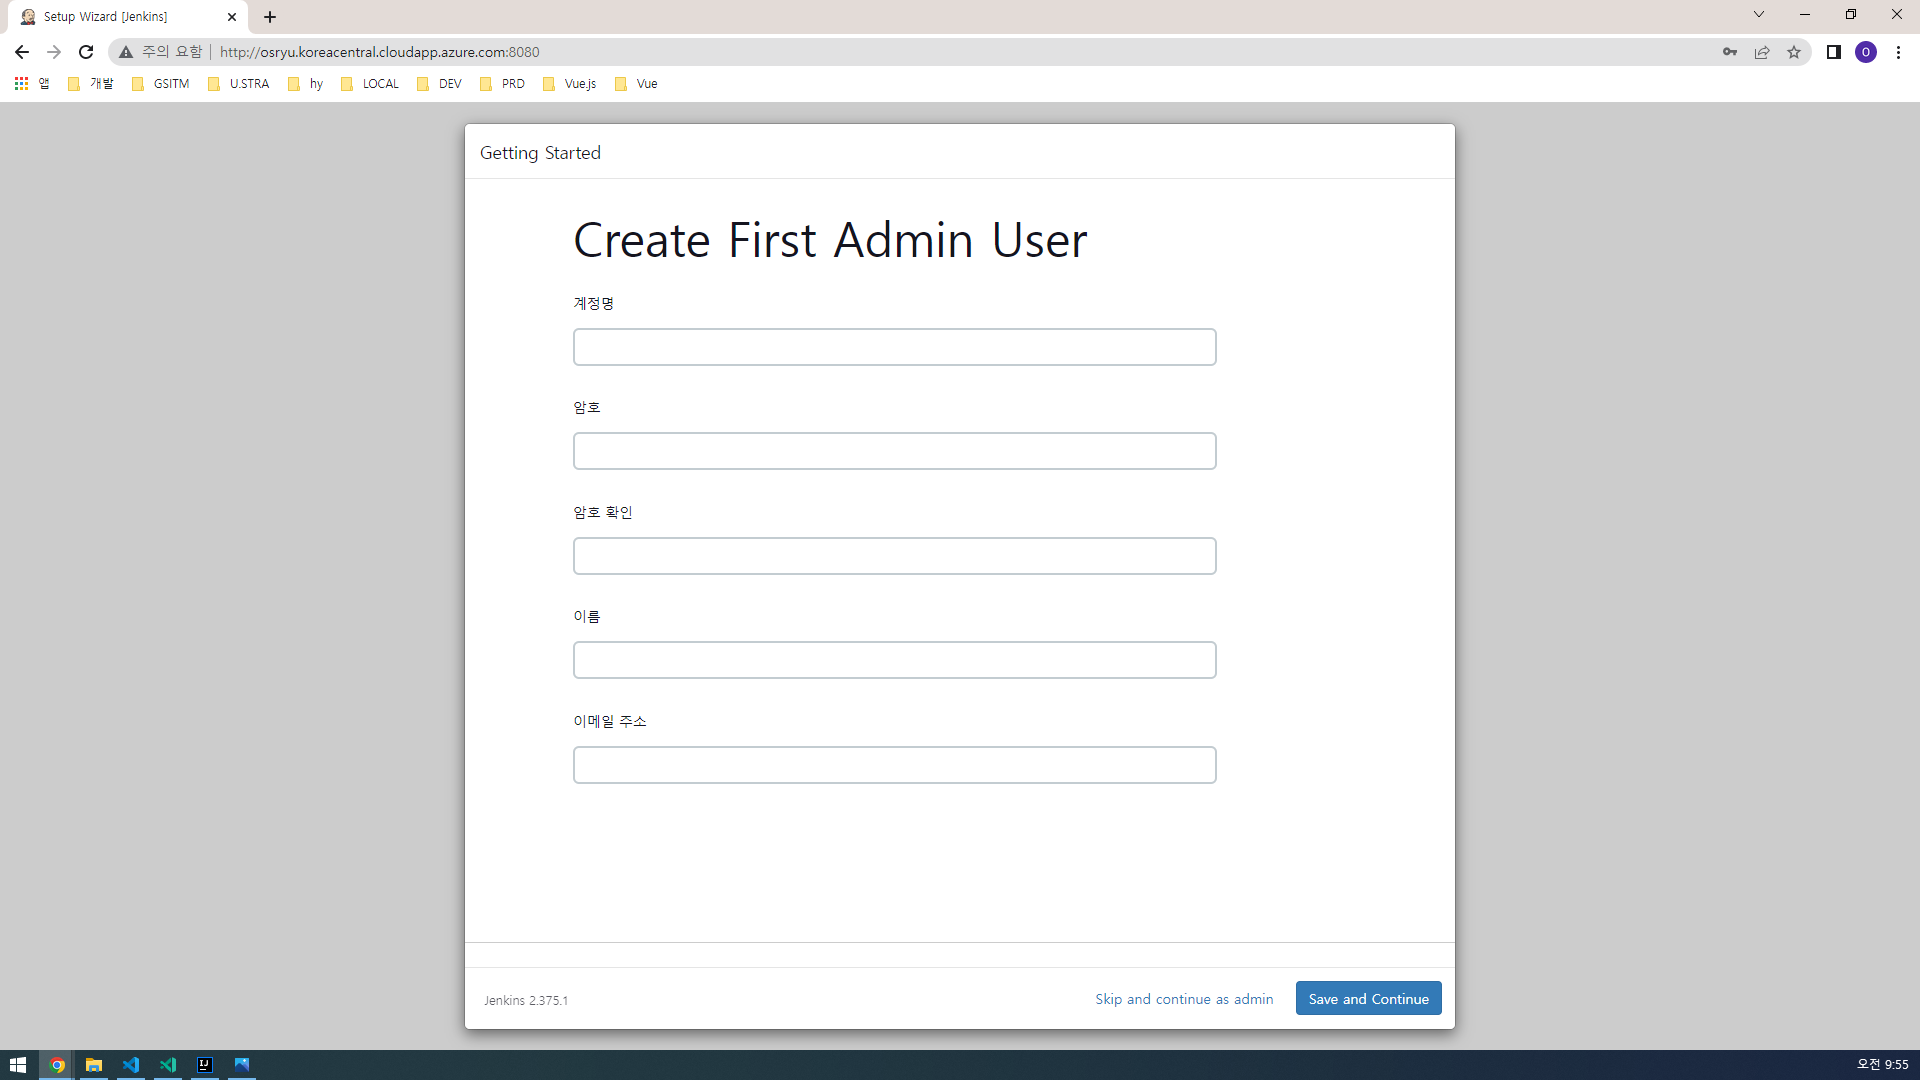 Setup Wizard [Jenkins]
주의 요함 http://osryu.koreacentral.cloudapp.azure.com:8080
O
앱 개발 GSITM U.STRA hy LOCAL DEV PRD Vue.js Vue
Getting Started
Create First Admin User
계정명
암호
암호 확인
이름
이메일 주소
Jenkins 2.375.1
Skip and continue as admin
Save and Continue
IJ
오전 9:55